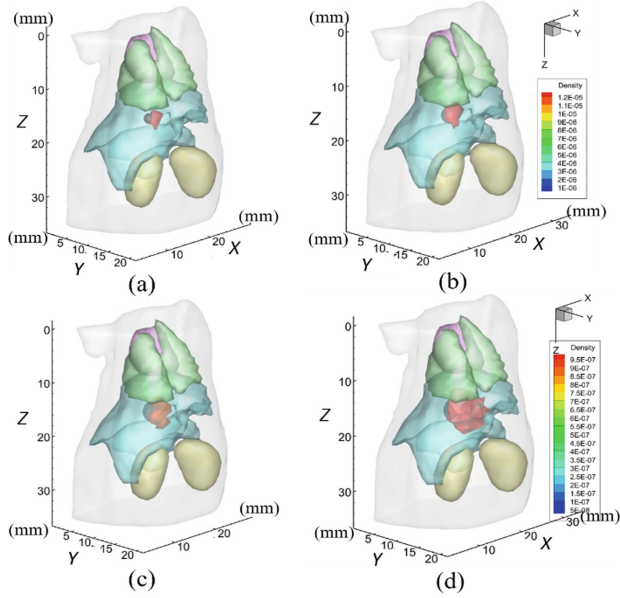 (mm)
0
10
Z
20
30
(mm)
5 10 15 20
Y
10
20
X
(mm)
(a)
(mm)
0
10
Z
20
30
(mm)
5 10 15 20
Y
10
20
30
X
(mm)
(b)
X
Y
Z
Density
1.2E-05
1.1E-05
1E-05
9E-06
8E-06
7E-06
6E-06
5E-06
4E-06
3E-06
2E-06
1E-06
0
10
Z
20
30
(mm)
5 10 15 20
Y
10
20
(mm)
(c)
0
10
Z
20
30
(mm)
5 10 15 20
Y
10
20
30
X
(mm)
(d)
X
Y
Z
Density
9.5E-07
9E-07
8.5E-07
8E-07
7.5E-07
7E-07
6.5E-07
6E-07
5.5E-07
5E-07
4.5E-07
4E-07
3.5E-07
3E-07
2.5E-07
2E-07
1.5E-07
1E-07
5E-08